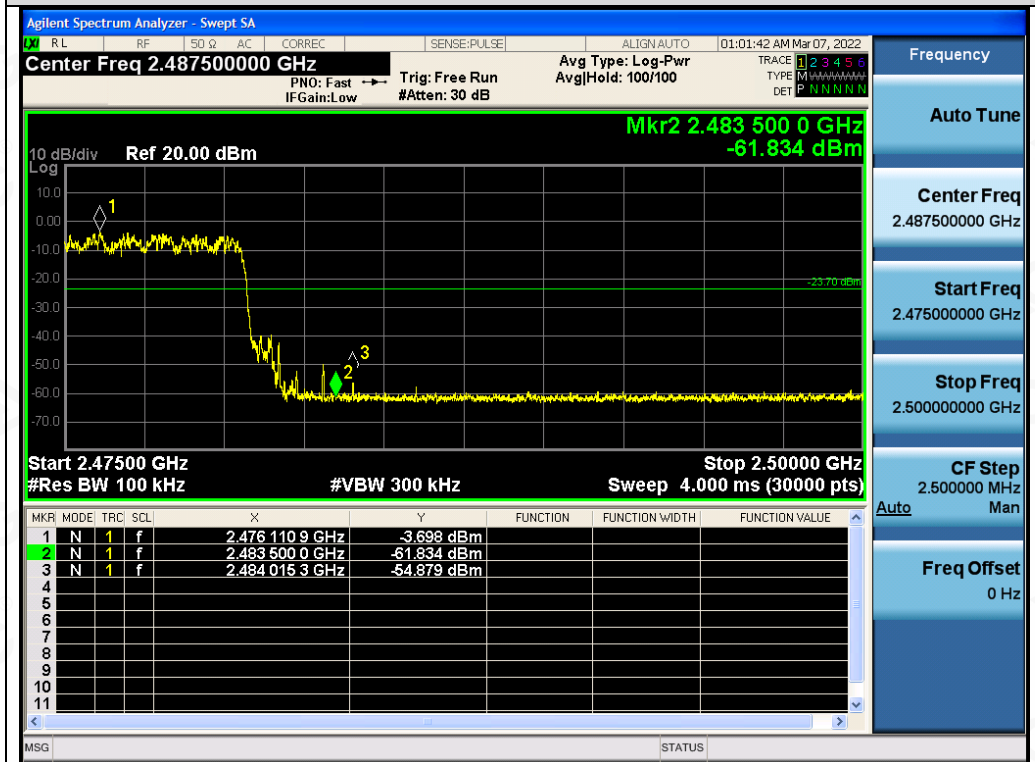 Agilent Spectrum Analyzer - Swept SA
LXI RL RF 50 Ω AC CORREC SENSE:PULSE ALIGNAUTO 01:01:42 AM Mar 07, 2022
Center Freq 2.487500000 GHz
PNO: Fast
IFGain:Low
Trig: Free Run
#Atten: 30 dB
Avg Type: Log-Pwr
Avg|Hold: 100/100
TRACE 1 2 3 4 5 6
TYPE M
DET P N N N N N
Mkr2 2.483 500 0 GHz
-61.834 dBm
10 dB/div Ref 20.00 dBm
Log
10.0
0.00
-10.0
-20.0
-30.0
-40.0
-50.0
-60.0
-70.0
1
2
3
-23.70 dBm
Start 2.47500 GHz Stop 2.50000 GHz
#Res BW 100 kHz #VBW 300 kHz Sweep 4.000 ms (30000 pts)
MKR MODE TRC SCL X Y FUNCTION FUNCTION WIDTH FUNCTION VALUE
1 N 1 f 2.476 110 9 GHz -3.698 dBm
2 N 1 f 2.483 500 0 GHz -61.834 dBm
3 N 1 f 2.484 015 3 GHz -54.879 dBm
4
5
6
7
8
9
10
11
MSG STATUS
Frequency
Auto Tune
Center Freq
2.487500000 GHz
Start Freq
2.475000000 GHz
Stop Freq
2.500000000 GHz
CF Step
2.500000 MHz
Auto Man
Freq Offset
0 Hz